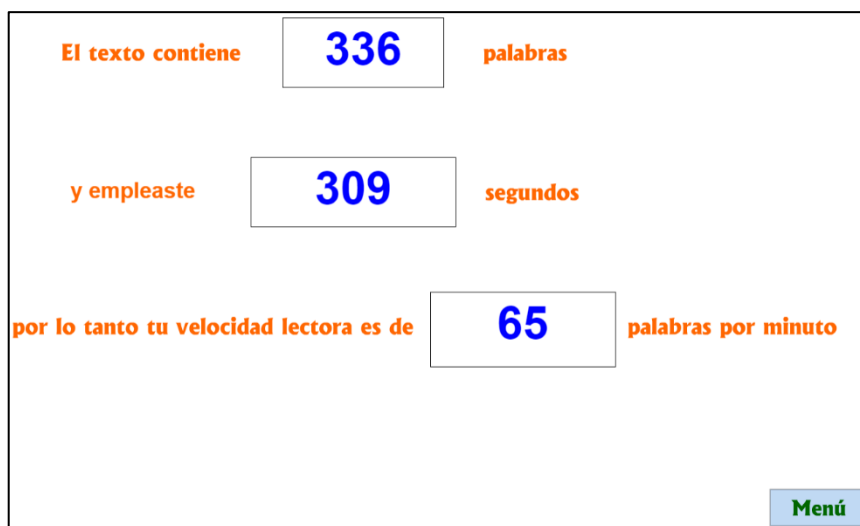 El texto contiene 336 palabras
y empleaste 309 segundos
por lo tanto tu velocidad lectora es de 65 palabras por minuto
Menú